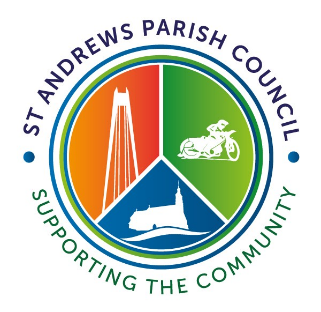 ST ANDREWS PARISH COUNCIL
SUPPORTING THE COMMUNITY